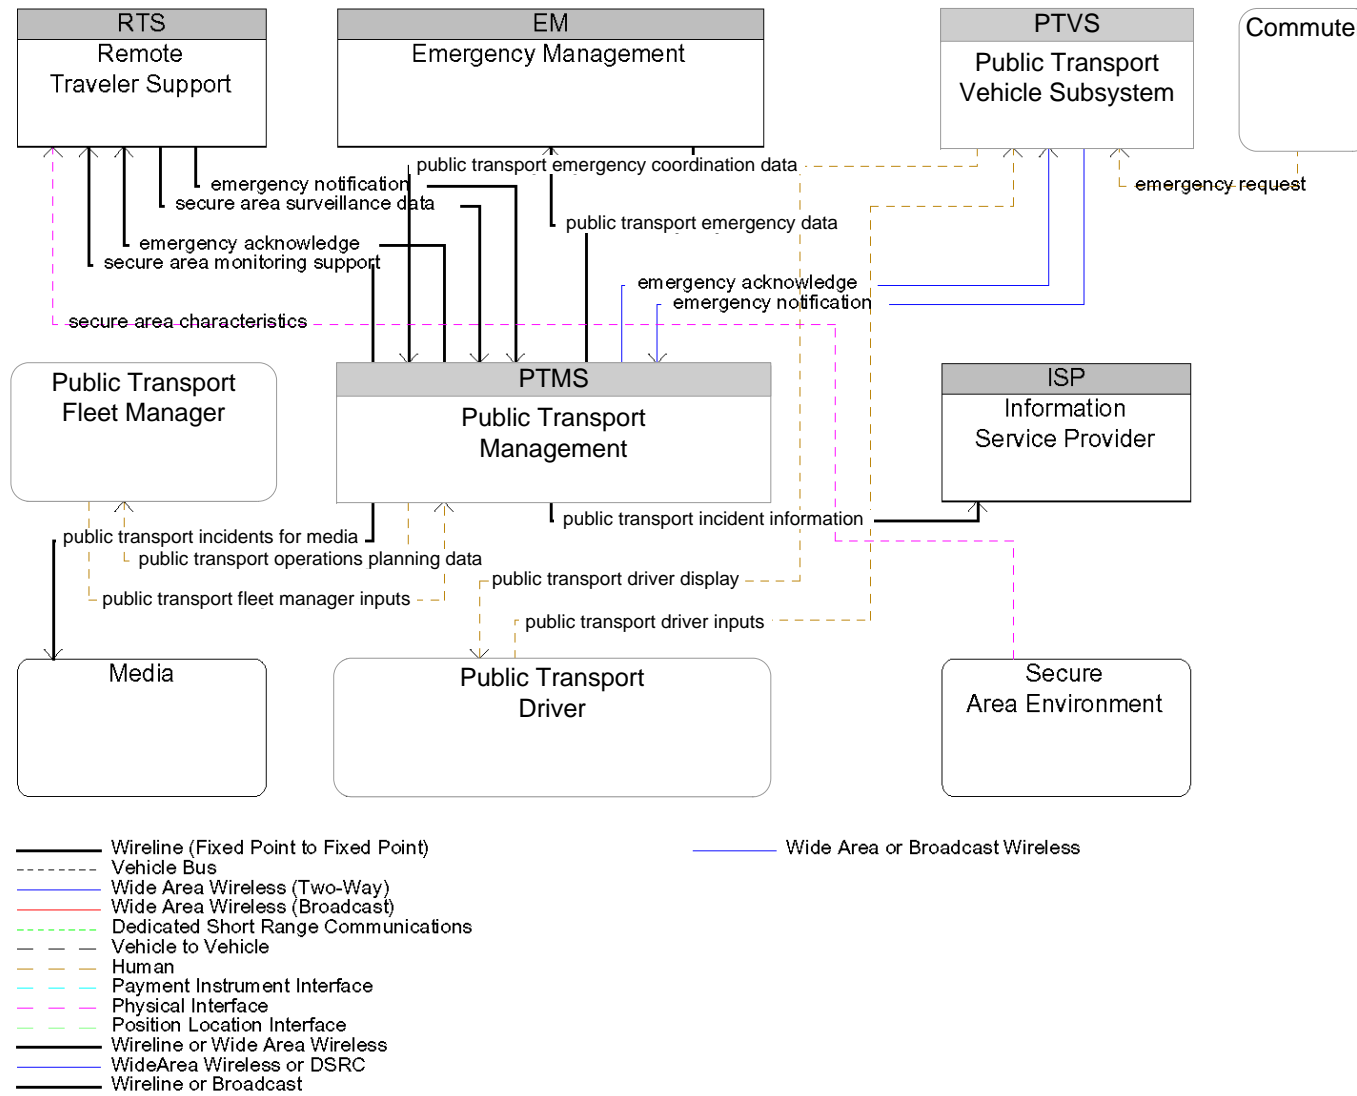 RTS
Remote
Traveler Support
EM
Emergency Management
PTVS
Public Transport
Vehicle Subsystem
Commute
public transport emergency coordination data
emergency notification
emergency request
secure area surveillance data
public transport emergency data
emergency acknowledge
secure area monitoring support
emergency acknowledge
emergency notification
secure area characteristics
Public Transport
Fleet Manager
PTMS
Public Transport
Management
ISP
Information
Service Provider
public transport incident information
public transport incidents for media
public transport operations planning data
public transport driver display
public transport fleet manager inputs
public transport driver inputs
Media
Public Transport
Driver
Secure
Area Environment
Wireline (Fixed Point to Fixed Point)
Vehicle Bus
Wide Area Wireless (Two-Way)
Wide Area Wireless (Broadcast)
Dedicated Short Range Communications
Vehicle to Vehicle
Human
Payment Instrument Interface
Physical Interface
Position Location Interface
Wireline or Wide Area Wireless
WideArea Wireless or DSRC
Wireline or Broadcast
Wide Area or Broadcast Wireless